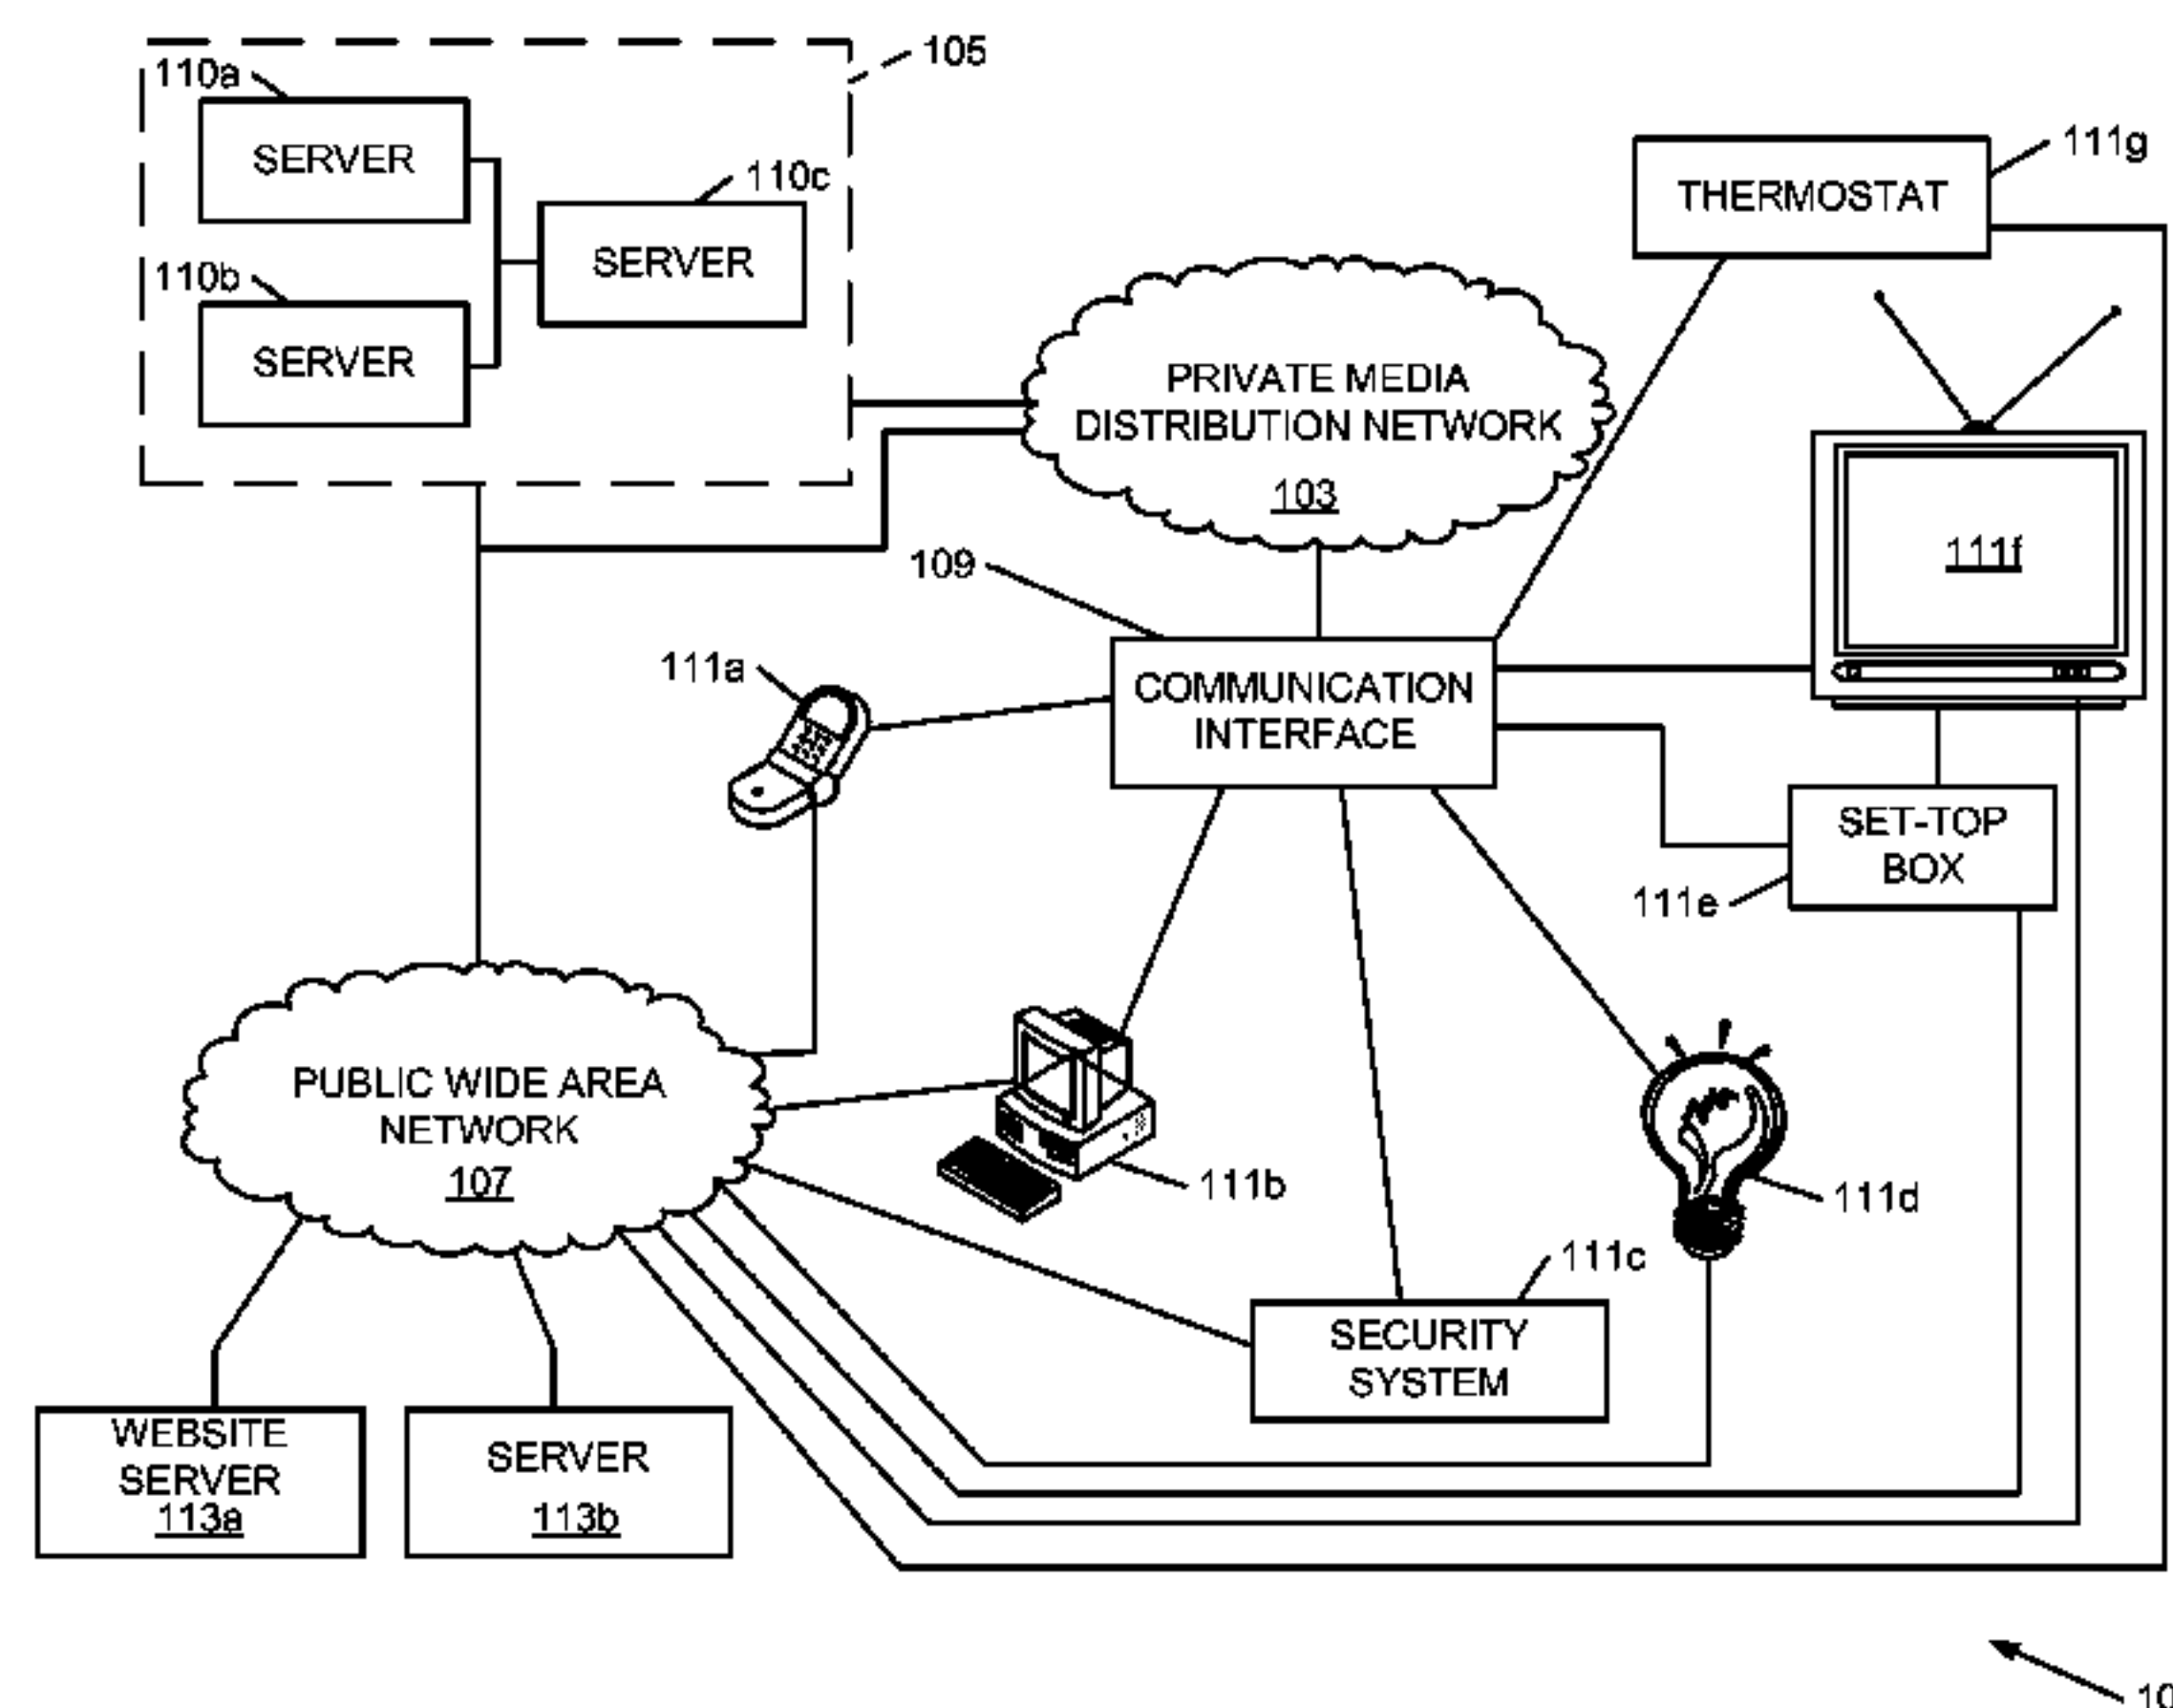 105
110a
SERVER
110c
SERVER
110b
SERVER
111g
THERMOSTAT
PRIVATE MEDIA
DISTRIBUTION NETWORK
103
111f
109
COMMUNICATION
INTERFACE
111a
SET-TOP
BOX
111e
PUBLIC WIDE AREA
NETWORK
107
111b
111d
111c
SECURITY
SYSTEM
WEBSITE
SERVER
113a
SERVER
113b